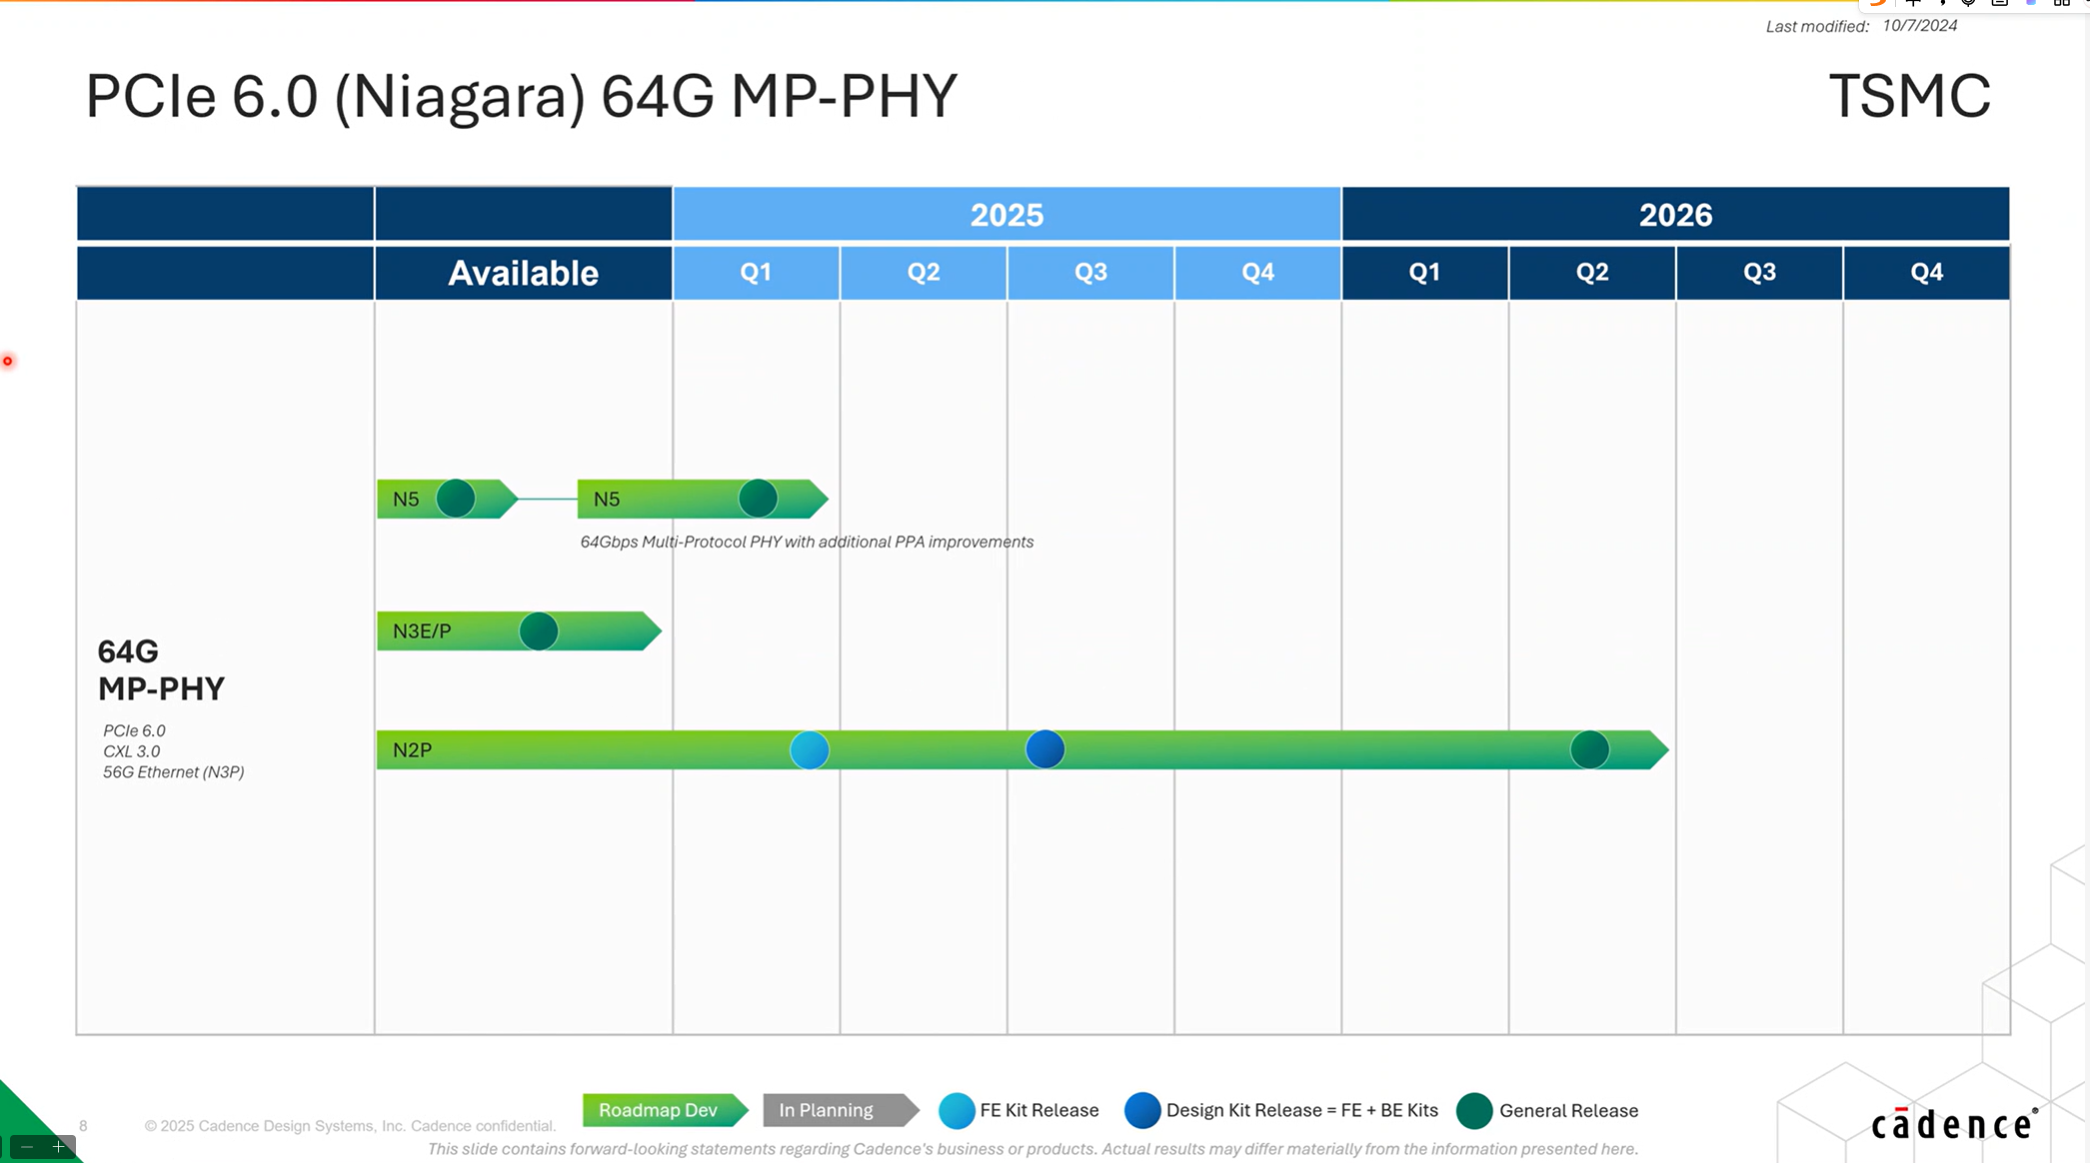 Last modified: 10/7/2024
PCIe 6.0 (Niagara) 64G MP-PHY
TSMC
2025
2026
Available
Q1
Q2
Q3
Q4
Q1
Q2
Q3
Q4
N5
N5
64Gbps Multi-Protocol PHY with additional PPA improvements
N3E/P
64G
MP-PHY
PCIe 6.0
CXL 3.0
56G Ethernet (N3P)
N2P
Roadmap Dev
In Planning
FE Kit Release
Design Kit Release = FE + BE Kits
General Release
8
© 2025 Cadence Design Systems, Inc. Cadence confidential.
This slide contains forward-looking statements regarding Cadence's business or products. Actual results may differ materially from the information presented here.
cādence®